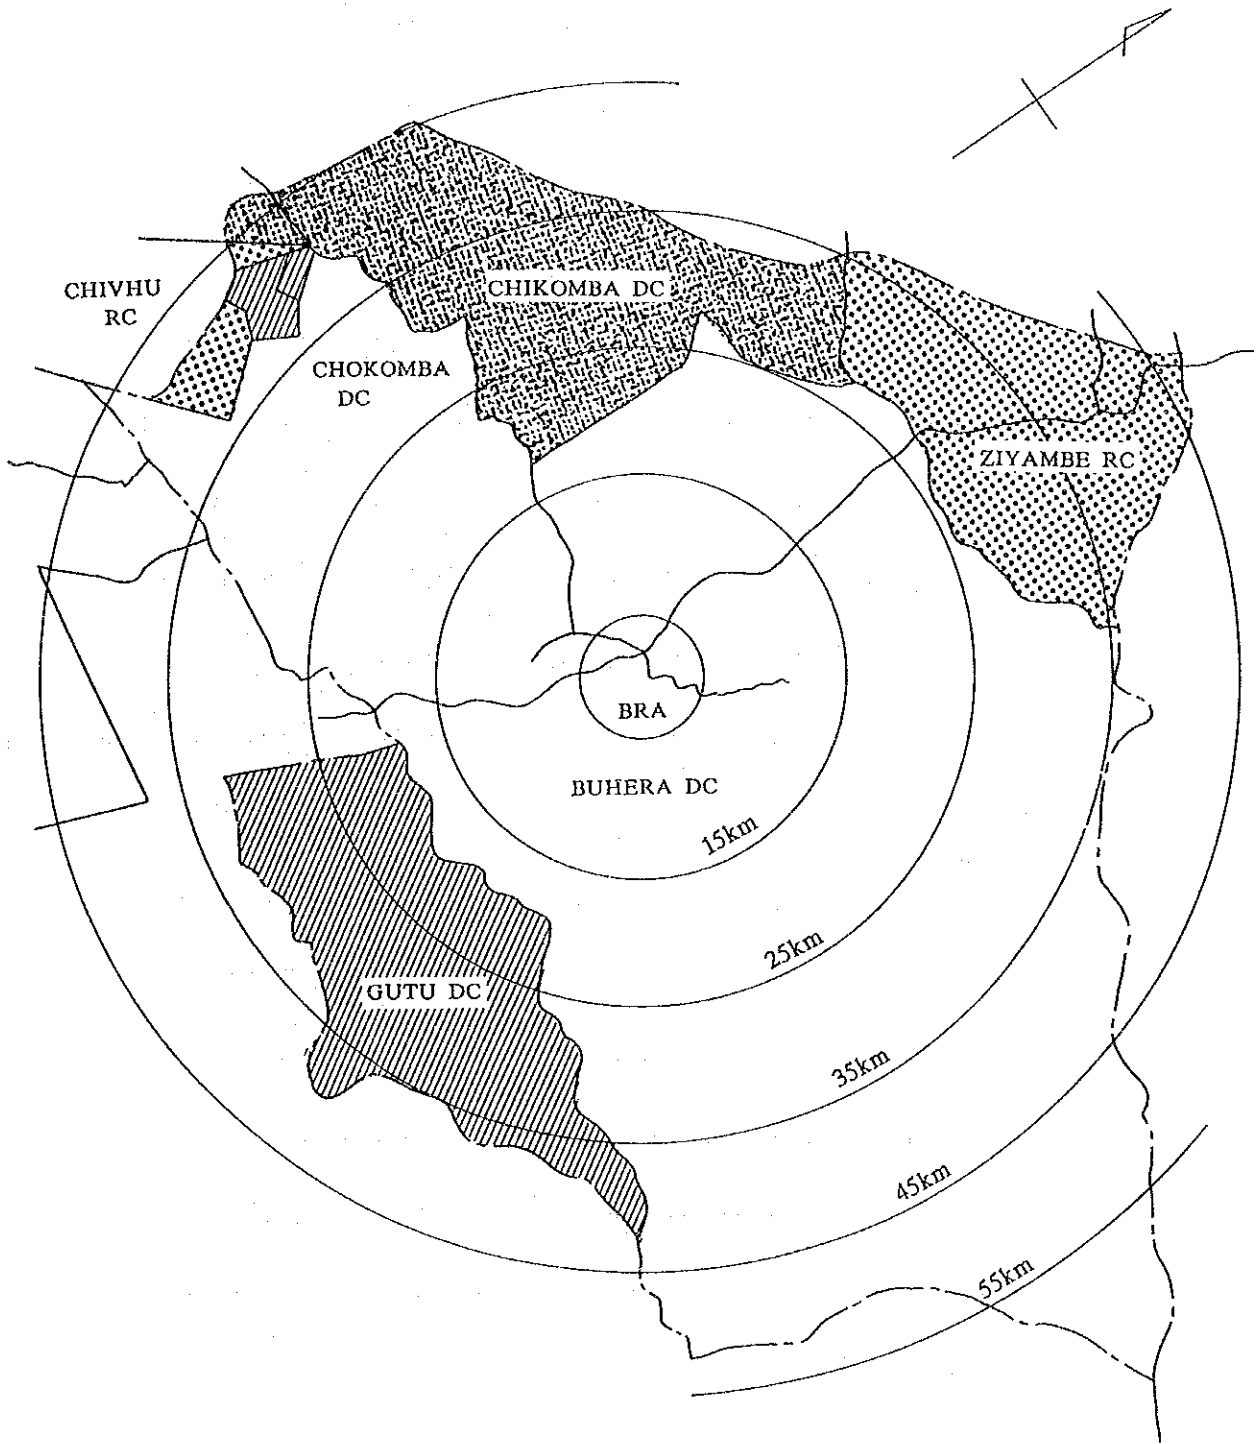 CHIKOMBA DC
CHIVHU
RC
CHOKOMBA
DC
ZIYAMBE RC
BRA
BUHERA DC
15km
25km
GUTU DC
35km
45km
55km